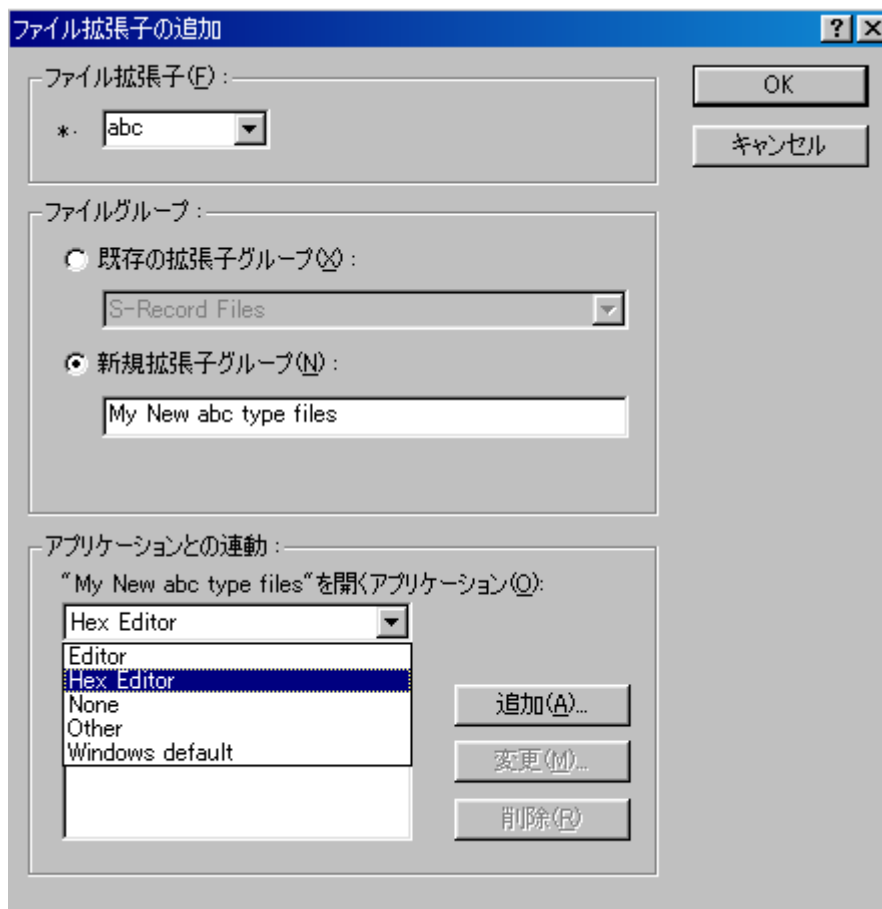 ファイル拡張子の追加
ファイル拡張子(F):
OK
*. abc
キャンセル
ファイルグループ:
既存の拡張子グループ(X):
S-Record Files
新規拡張子グループ(N):
My New abc type files
アプリケーションとの連動:
"My New abc type files"を開くアプリケーション(O):
Hex Editor
Editor
Hex Editor
None
Other
Windows default
追加(A)...
変更(M)...
削除(R)